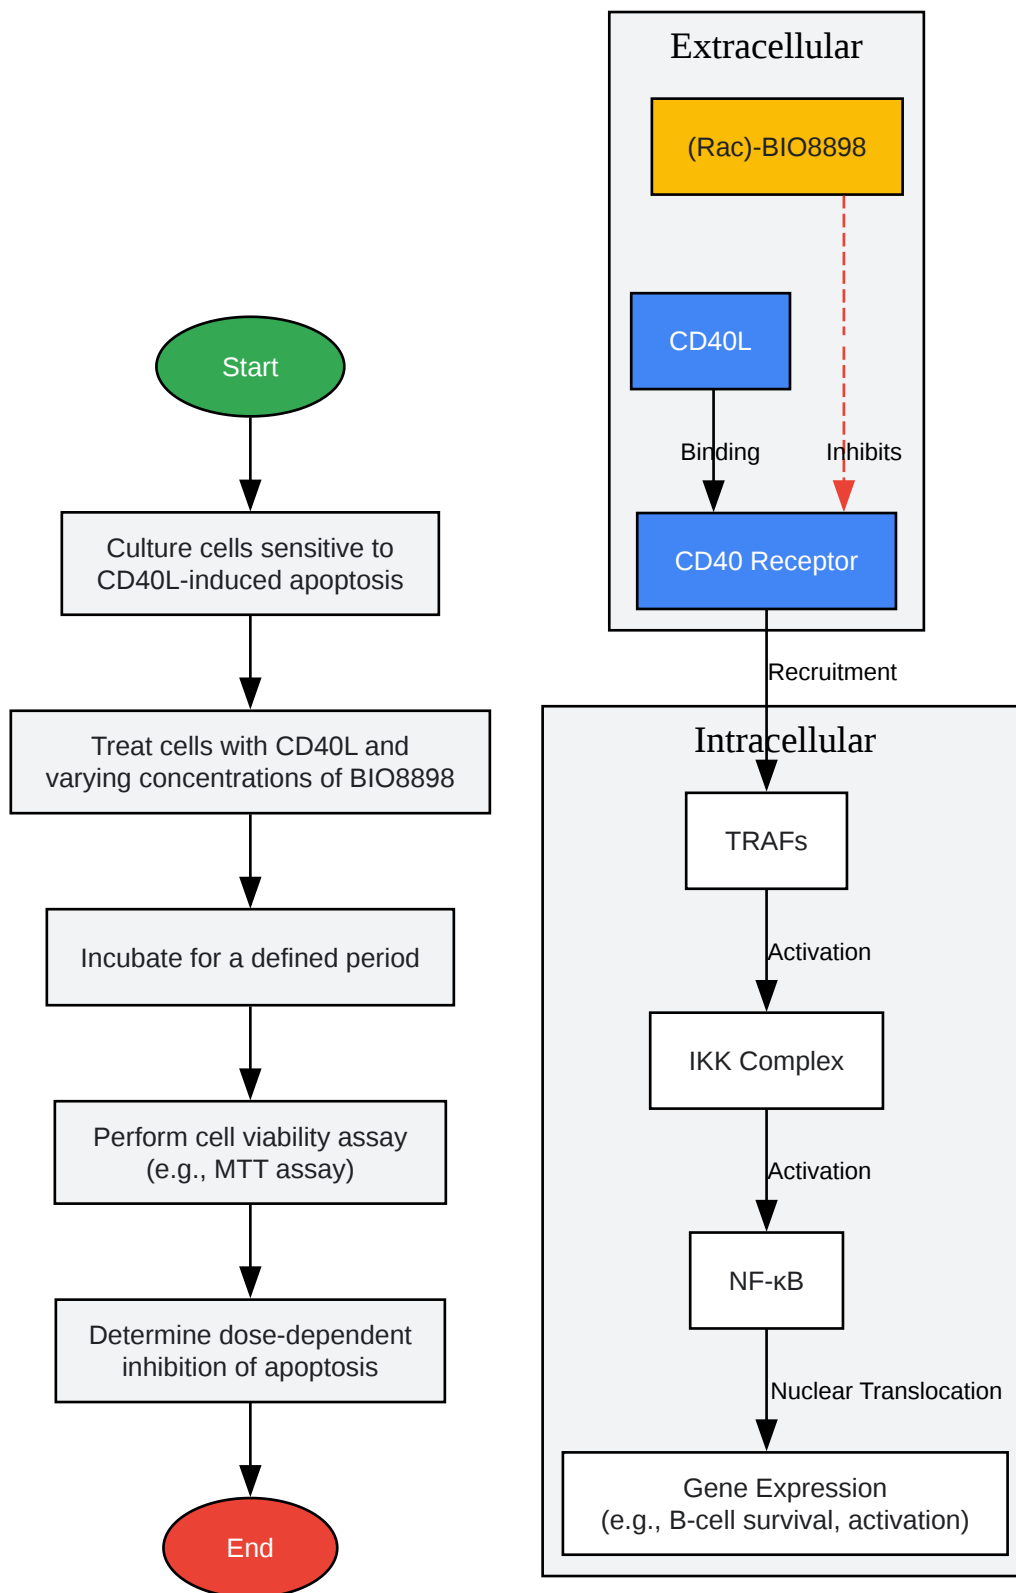 Start
Culture cells sensitive to
CD40L-induced apoptosis
Treat cells with CD40L and
varying concentrations of BIO8898
Incubate for a defined period
Perform cell viability assay
(e.g., MTT assay)
Determine dose-dependent
inhibition of apoptosis
End
Extracellular
(Rac)-BIO8898
CD40L
Binding
Inhibits
CD40 Receptor
Recruitment
Intracellular
TRAFs
Activation
IKK Complex
Activation
NF-κB
Nuclear Translocation
Gene Expression
(e.g., B-cell survival, activation)